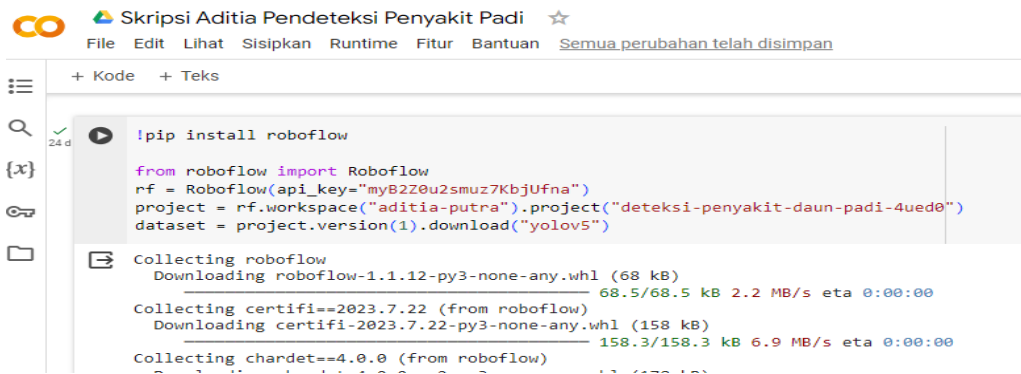 Skripsi Aditia Pendeteksi Penyakit Padi
File Edit Lihat Sisipkan Runtime Fitur Bantuan Semua perubahan telah disimpan
+ Kode + Teks
24 d
!pip install roboflow
{x}
from roboflow import Roboflow
rf = Roboflow(api_key="myB2Z0u2smuz7KbjUfna")
project = rf.workspace("aditia-putra").project("deteksi-penyakit-daun-padi-4ued0")
dataset = project.version(1).download("yolov5")
Collecting roboflow
Downloading roboflow-1.1.12-py3-none-any.whl (68 kB)
68.5/68.5 kB 2.2 MB/s eta 0:00:00
Collecting certifi==2023.7.22 (from roboflow)
Downloading certifi-2023.7.22-py3-none-any.whl (158 kB)
158.3/158.3 kB 6.9 MB/s eta 0:00:00
Collecting chardet==4.0.0 (from roboflow)